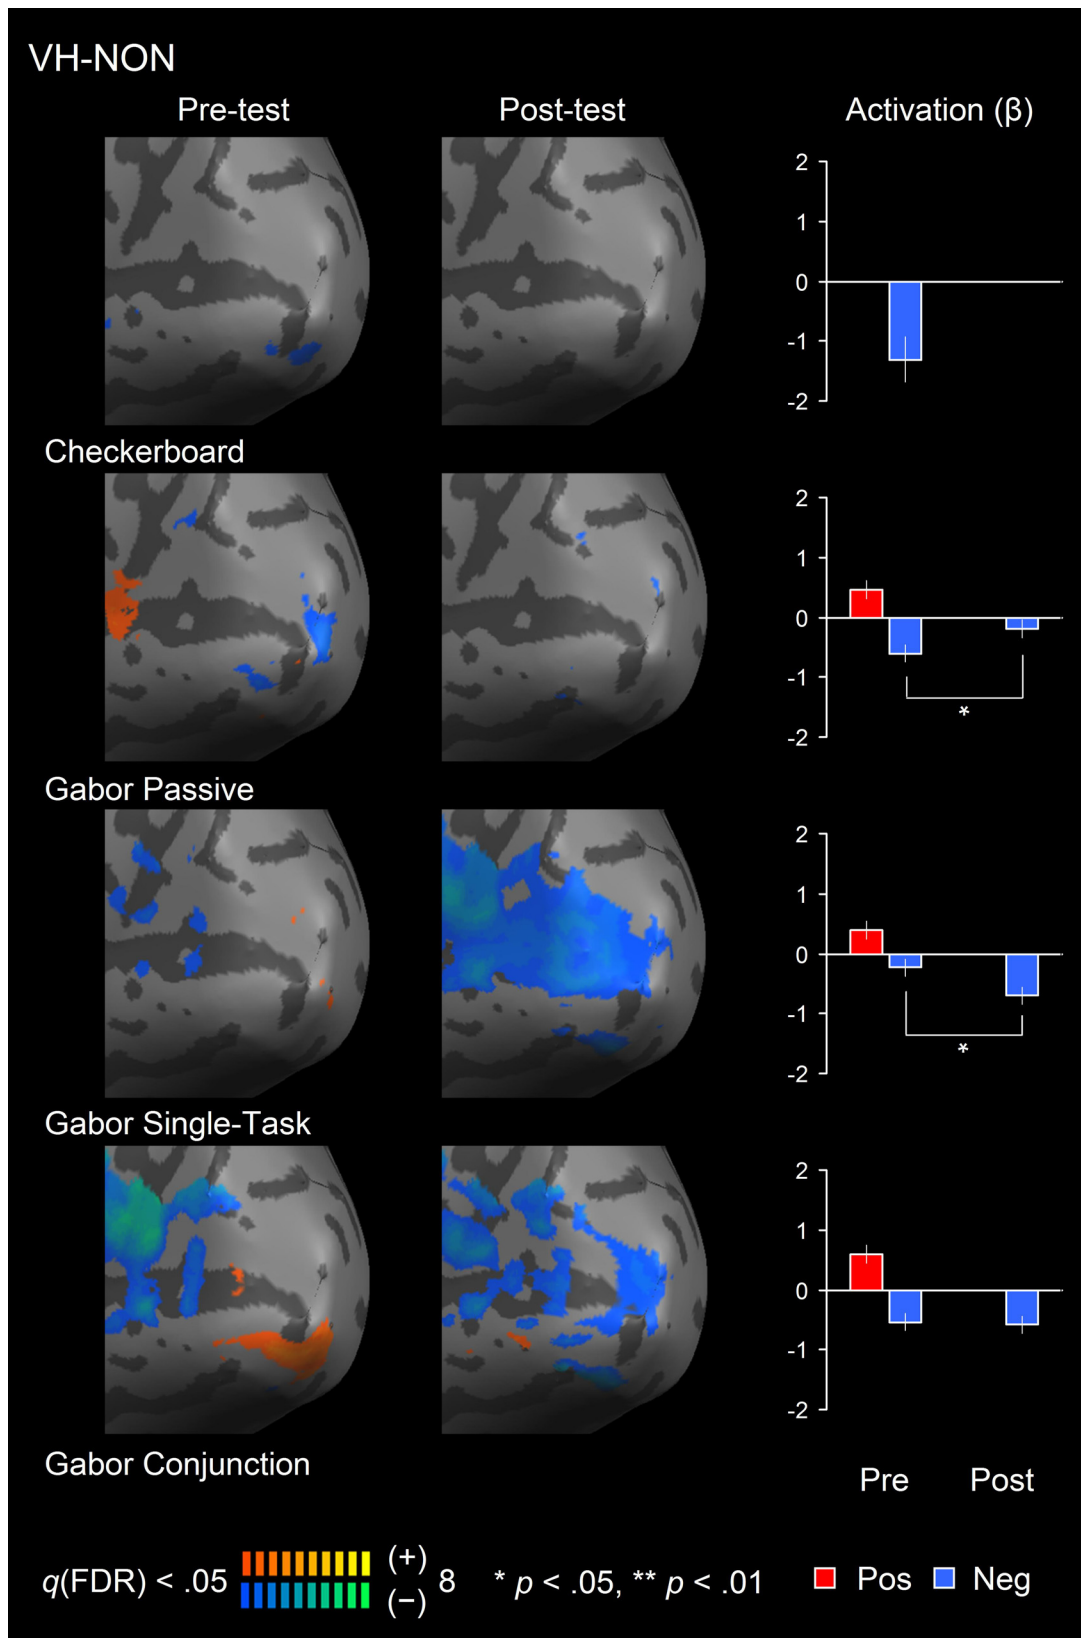 VH-NON
Pre-test Post-test Activation (β)
2
1
0
-1
-2
Checkerboard
2
1
0
-1
*
-2
Gabor Passive
2
1
0
-1
*
-2
Gabor Single-Task
2
1
0
-1
-2
Gabor Conjunction
Pre Post
q(FDR) < .05 (+) (−) 8 * p < .05, ** p < .01 Pos Neg